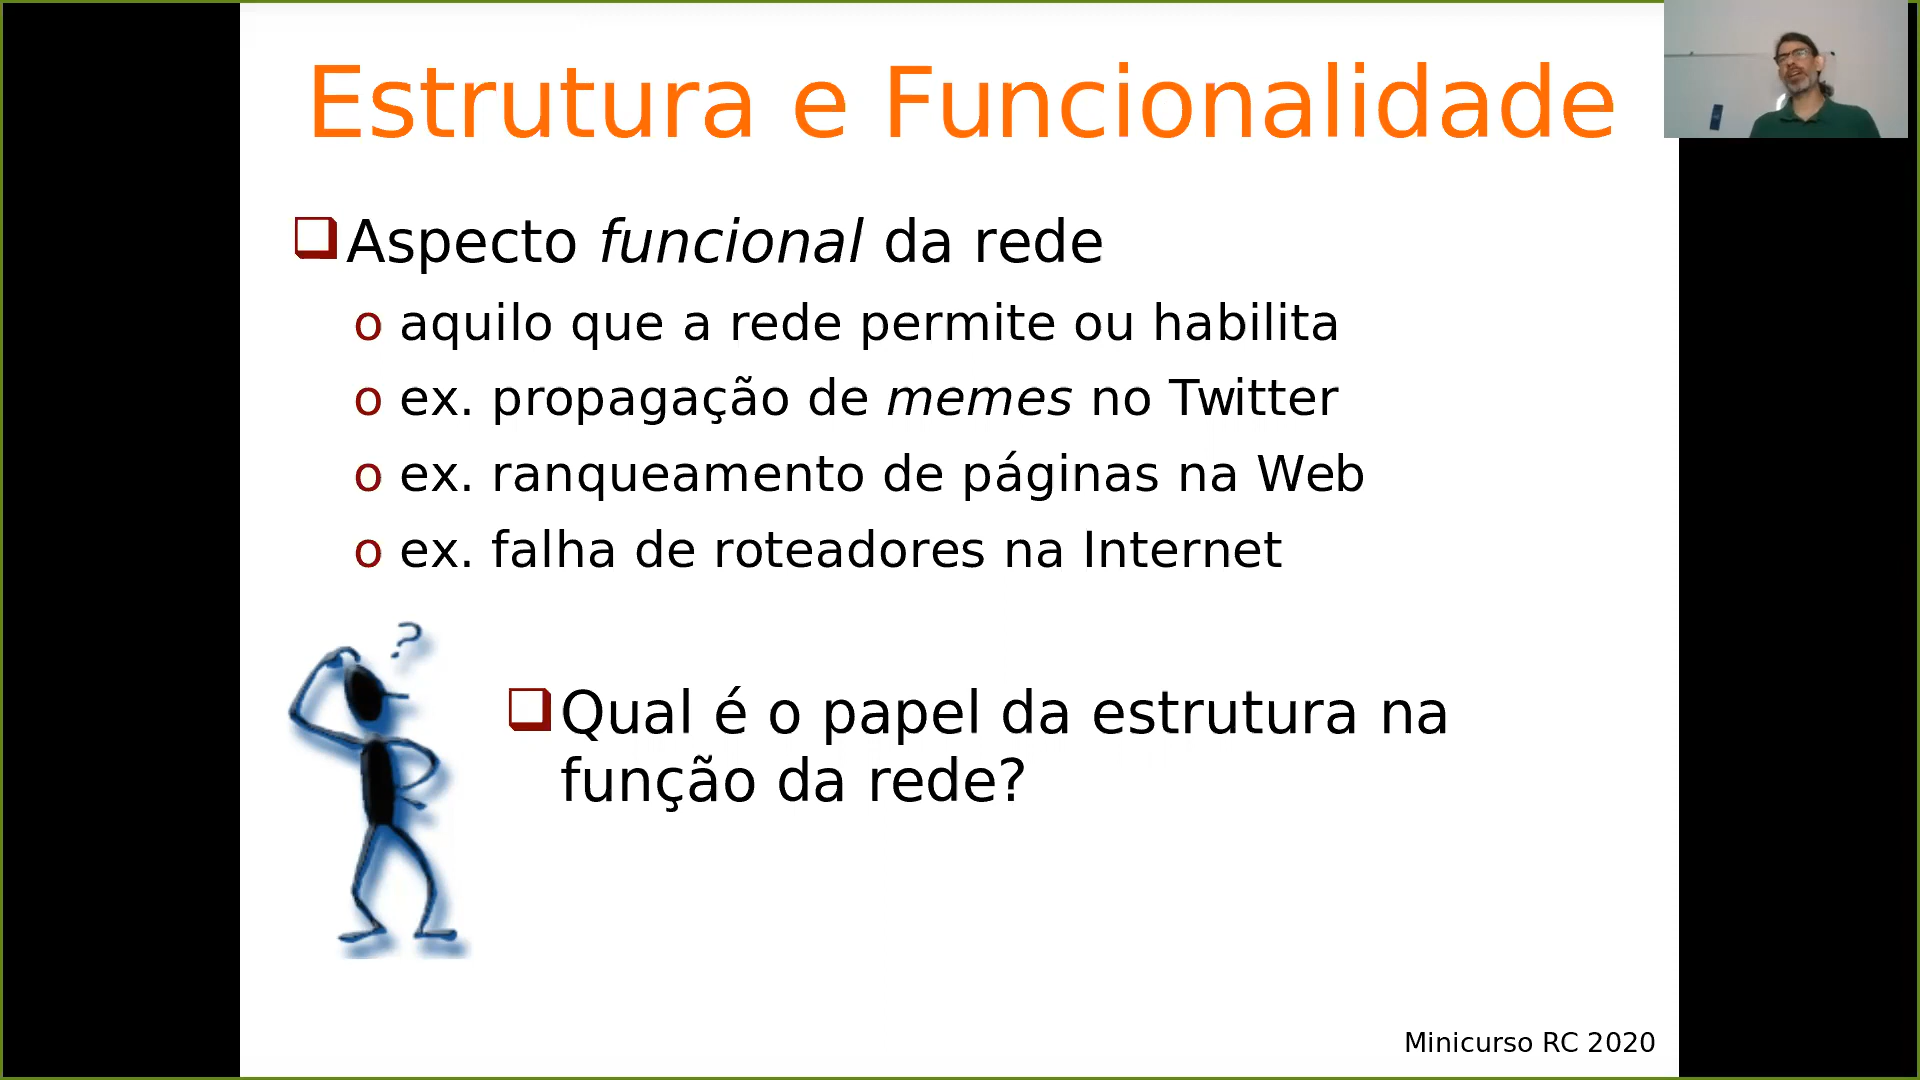 Estrutura e Funcionalidade
Aspecto funcional da rede
o aquilo que a rede permite ou habilita
o ex. propagação de memes no Twitter
o ex. ranqueamento de páginas na Web
o ex. falha de roteadores na Internet
?
Qual é o papel da estrutura na
função da rede?
Minicurso RC 2020